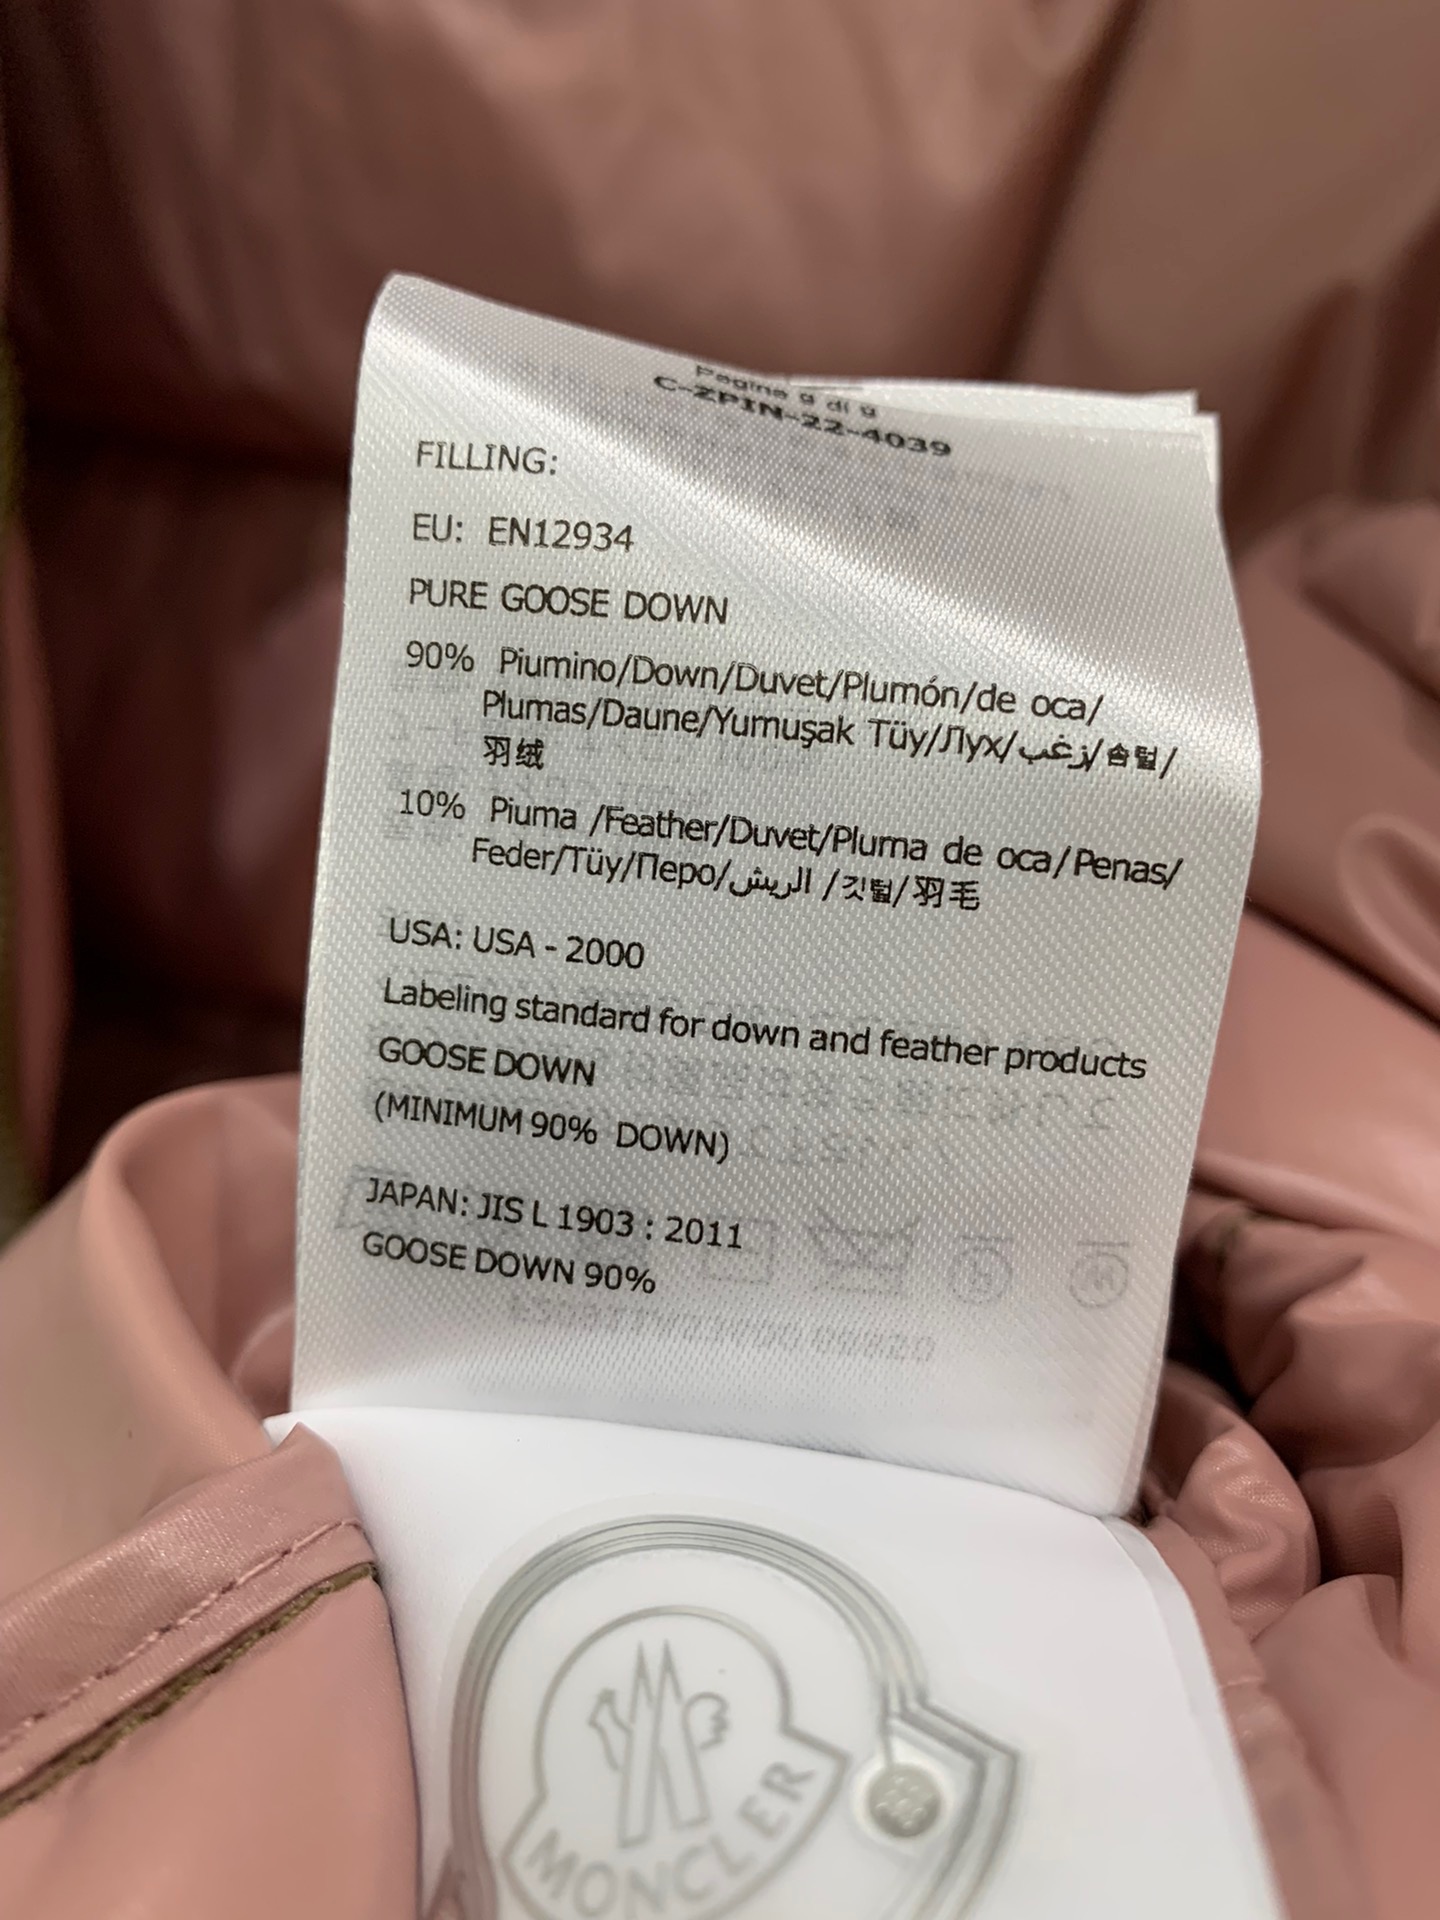 Pagina 9 di 9
C-ZPIN-22-4039
FILLING:
EU: EN12934
PURE GOOSE DOWN
90% Piumino/Down/Duvet/Plumón/de oca/
Plumas/Daune/Yumuşak Tüy/Пух/زغب/솜털/
羽绒
10% Piuma /Feather/Duvet/Pluma de oca/Penas/
Feder/Tüy/Перо/الريش /깃털/羽毛
USA: USA - 2000
Labeling standard for down and feather products
GOOSE DOWN
(MINIMUM 90% DOWN)
JAPAN: JIS L 1903 : 2011
GOOSE DOWN 90%
MONCLER